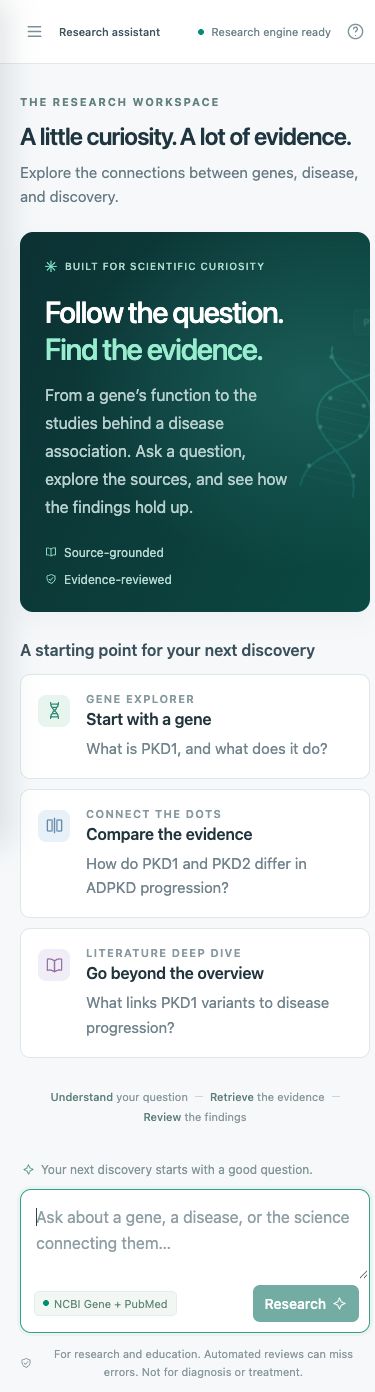 Research assistant
Research engine ready
THE RESEARCH WORKSPACE
A little curiosity. A lot of evidence.
Explore the connections between genes, disease,
and discovery.
BUILT FOR SCIENTIFIC CURIOSITY
Follow the question.
Find the evidence.
From a gene’s function to the
studies behind a disease
association. Ask a question,
explore the sources, and see how
the findings hold up.
Source-grounded
Evidence-reviewed
A starting point for your next discovery
GENE EXPLORER
Start with a gene
What is PKD1, and what does it do?
CONNECT THE DOTS
Compare the evidence
How do PKD1 and PKD2 differ in
ADPKD progression?
LITERATURE DEEP DIVE
Go beyond the overview
What links PKD1 variants to disease
progression?
Understand your question — Retrieve the evidence —
Review the findings
Your next discovery starts with a good question.
Ask about a gene, a disease, or the science
connecting them...
NCBI Gene + PubMed
Research
For research and education. Automated reviews can miss
errors. Not for diagnosis or treatment.